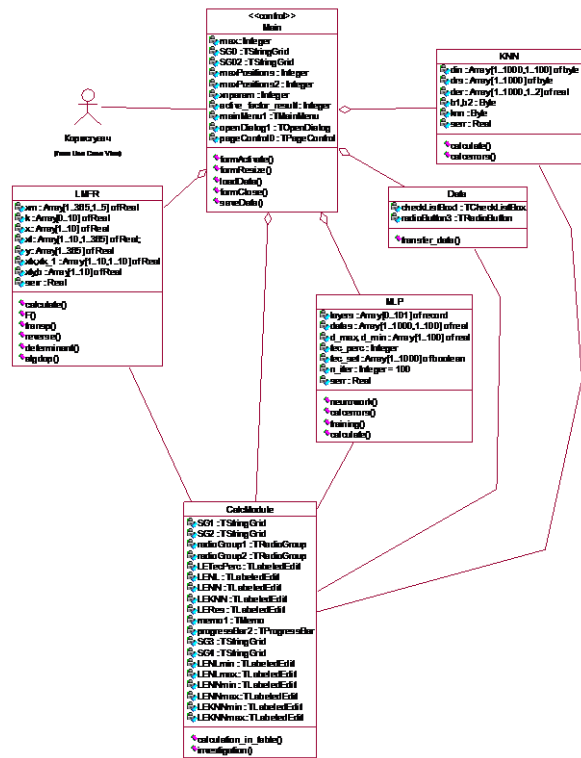 <<control>>
Main
max : Integer
SG0 : TStringGrid
SG02 : TStringGrid
maxPositions : Integer
maxPositions2 : Integer
xnparam : Integer
active_factor_result : Integer
mainMenu1 : TMainMenu
openDialog1 : TOpenDialog
pageControl0 : TPageControl
formActivate()
formResize()
loadData()
formClose()
saveData()
KNN
din : Array[1..1000,1..100] of byte
drs : Array[1..1000] of byte
der : Array[1..1000,1..2] of real
b1,b2 : Byte
knn : Byte
serr : Real
calculate()
calcerrors()
Користувач
(from Use Case View)
LMFR
xm : Array[1..385,1..5] of Real
k : Array[0..10] of Real
x : Array[1..10] of Real
xt : Array[1..10,1..385] of Real;
y : Array[1..385] of Real
xtx,xtx_1 : Array[1..10,1..10] of Real
xty,b : Array[1..10] of Real
serr : Real
calculate()
F()
transp()
reverse()
determinant()
algdop()
Data
checkListBox1 : TCheckListBox
radioButton3 : TRadioButton
transfer_data()
MLP
layers : Array[0..101] of record
datas : Array[1..1000,1..100] of real
d_max, d_min : Array[1..100] of real
tec_perc : Integer
tec_set : Array[1..1000] of boolean
n_iter : Integer = 100
serr : Real
neurowork()
calcerrors()
training()
calculate()
CalcModule
SG1 : TStringGrid
SG2 : TStringGrid
radioGroup1 : TRadioGroup
radioGroup2 : TRadioGroup
LETecPerc : TLabeledEdit
LENL : TLabeledEdit
LENN : TLabeledEdit
LEKNN : TLabeledEdit
LERes : TLabeledEdit
memo1 : TMemo
progressBar2 : TProgressBar
SG3 : TStringGrid
SG4 : TStringGrid
LENLmin : TLabeledEdit
LENLmax : TLabeledEdit
LENNmin : TLabeledEdit
LENNmax : TLabeledEdit
LEKNNmin : TLabeledEdit
LEKNNmax : TLabeledEdit
calculation_in_table()
investigation()